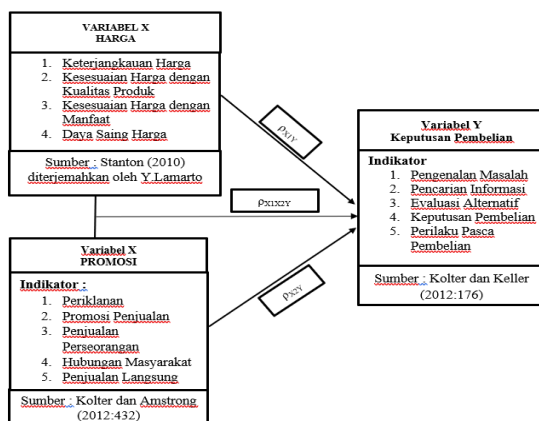 VARIABEL X
HARGA
1. Keterjangkauan Harga
2. Kesesuaian Harga dengan
Kualitas Produk
3. Kesesuaian Harga dengan
Manfaat
4. Daya Saing Harga
Sumber : Stanton (2010)
diterjemahkan oleh Y.Lamarto
Variabel X
PROMOSI
Indikator :
1. Periklanan
2. Promosi Penjualan
3. Penjualan
Perseorangan
4. Hubungan Masyarakat
5. Penjualan Langsung
Sumber : Kolter dan Amstrong
(2012:432)
ρX1Y
ρX1X2Y
ρX2Y
Variabel Y
Keputusan Pembelian
Indikator
1. Pengenalan Masalah
2. Pencarian Informasi
3. Evaluasi Alternatif
4. Keputusan Pembelian
5. Perilaku Pasca
Pembelian
Sumber : Kolter dan Keller
(2012:176)